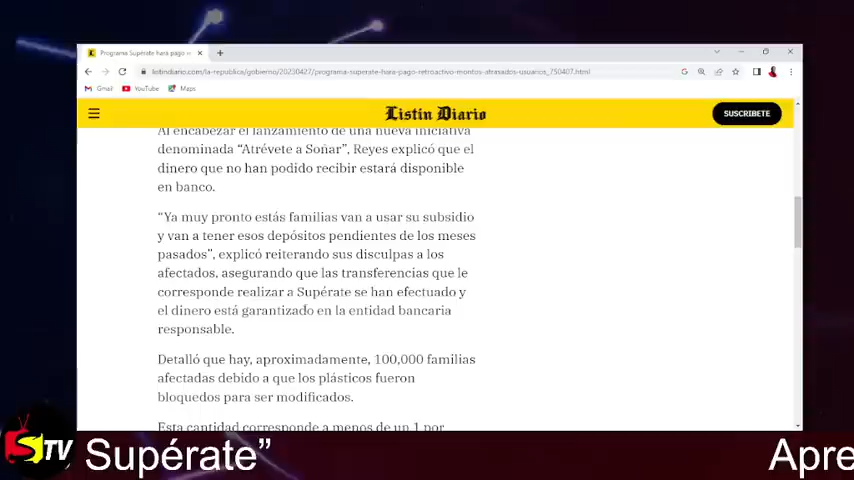 Programa Supérate hará pago re
listindiario.com/la-republica/gobierno/20230427/programa-superate-hara-pago-retroactivo-montos-atrasados-usuarios_750407.html
Gmail YouTube Maps
Listín Diario
SUSCRIBETE
Al encabezar el lanzamiento de una nueva iniciativa
denominada “Atrévete a Soñar”, Reyes explicó que el
dinero que no han podido recibir estará disponible
en banco.
“Ya muy pronto estás familias van a usar su subsidio
y van a tener esos depósitos pendientes de los meses
pasados”, explicó reiterando sus disculpas a los
afectados, asegurando que las transferencias que le
corresponde realizar a Supérate se han efectuado y
el dinero está garantizado en la entidad bancaria
responsable.
Detalló que hay, aproximadamente, 100,000 familias
afectadas debido a que los plásticos fueron
bloquedos para ser modificados.
Esta cantidad corresponde a menos de un 1 por
STV Supérate” Apre